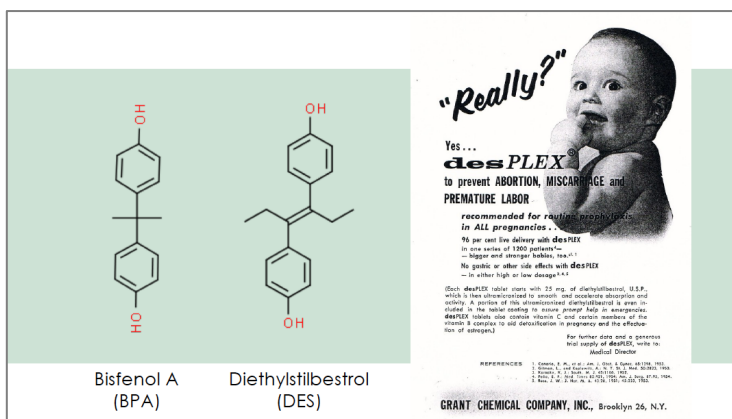 OH
OH
OH
OH
Bisfenol A
(BPA)
Diethylstilbestrol
(DES)
"Really?"
Yes...
desPLEX®
to prevent ABORTION, MISCARRIAGE and
PREMATURE LABOR
recommended for routine prophylaxis
in ALL pregnancies...
96 per cent live delivery with desPLEX
in one series of 1200 patients⁴—
— bigger and stronger babies, too.
No gastric or other side effects with desPLEX
— in either high or low dosage
(Each desPLEX tablet starts with 25 mg. of diethylstilbestrol, U.S.P.,
which is then ultramicronized to smooth and accelerate absorption and
activity. A portion of this ultramicronized diethylstilbestrol is even in-
cluded in the tablet coating to assure prompt help in emergencies.
desPLEX tablets also contain vitamin C and certain members of the
vitamin B complex to aid detoxification in pregnancy and the effectua-
tion of estrogen.)
For further data and a generous
trial supply of desPLEX, write to:
Medical Director
REFERENCES
GRANT CHEMICAL COMPANY, INC., Brooklyn 26, N.Y.